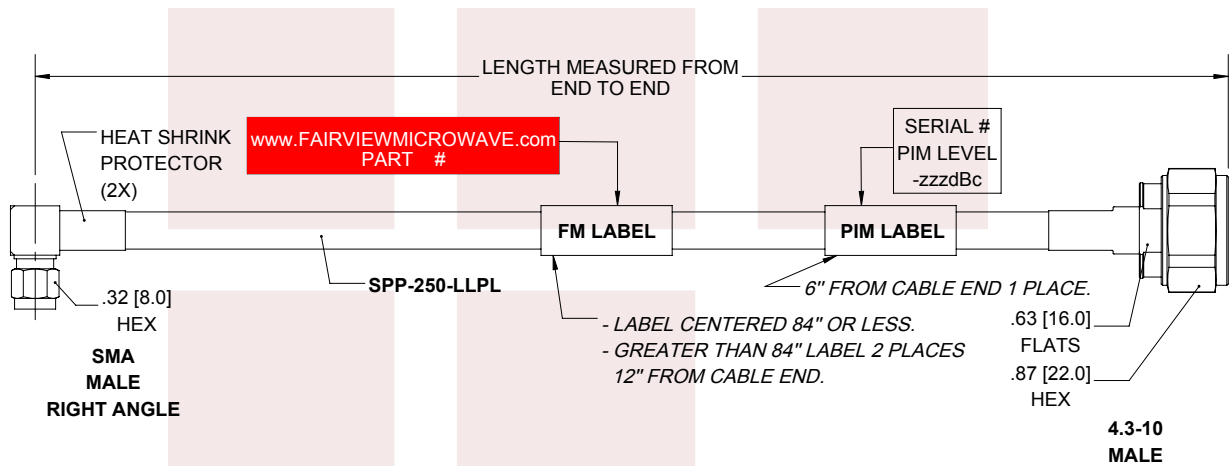 LENGTH MEASURED FROM
END TO END
HEAT SHRINK
PROTECTOR
(2X)
www.FAIRVIEWMICROWAVE.com
PART #
SERIAL #
PIM LEVEL
-zzzdBc
FM LABEL
PIM LABEL
SPP-250-LLPL
.32 [8.0]
HEX
SMA
MALE
RIGHT ANGLE
- LABEL CENTERED 84" OR LESS.
- GREATER THAN 84" LABEL 2 PLACES
12" FROM CABLE END.
6" FROM CABLE END 1 PLACE.
.63 [16.0]
FLATS
.87 [22.0]
HEX
4.3-10
MALE